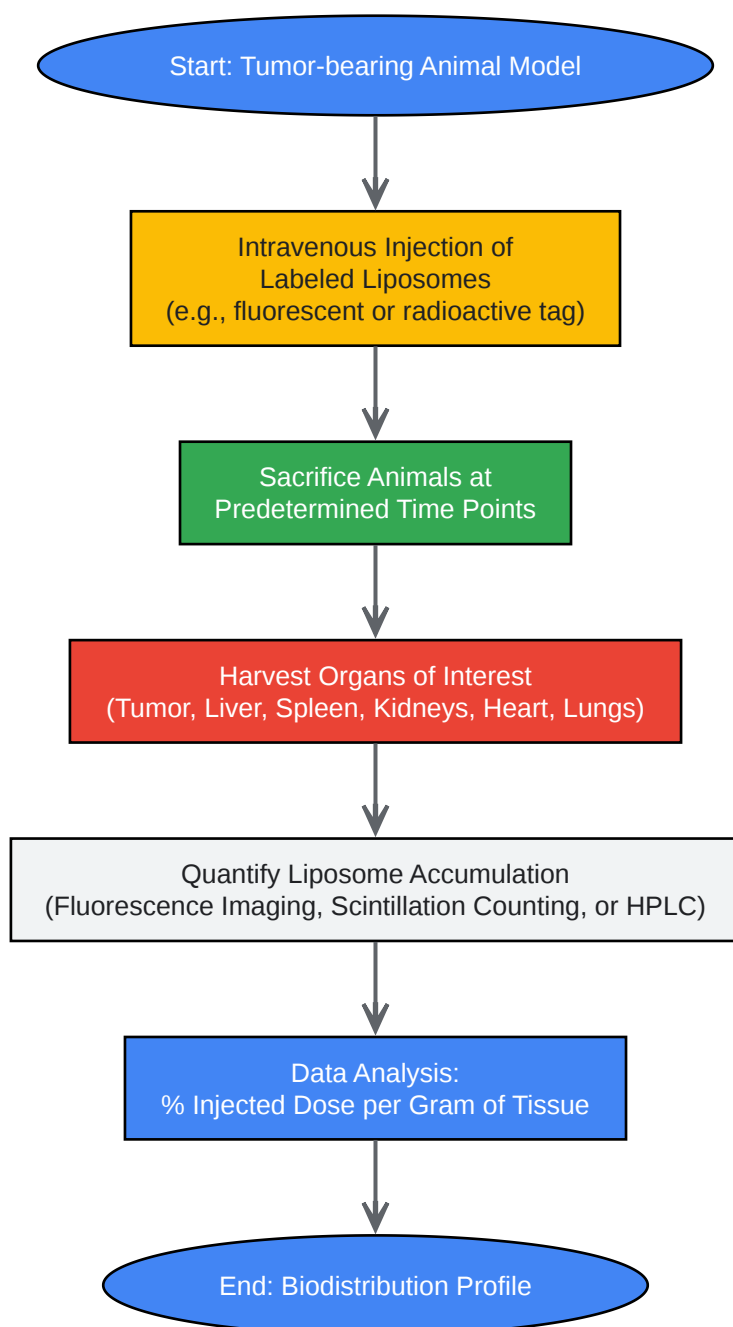 Start: Tumor-bearing Animal Model
Intravenous Injection of
Labeled Liposomes
(e.g., fluorescent or radioactive tag)
Sacrifice Animals at
Predetermined Time Points
Harvest Organs of Interest
(Tumor, Liver, Spleen, Kidneys, Heart, Lungs)
Quantify Liposome Accumulation
(Fluorescence Imaging, Scintillation Counting, or HPLC)
Data Analysis:
% Injected Dose per Gram of Tissue
End: Biodistribution Profile